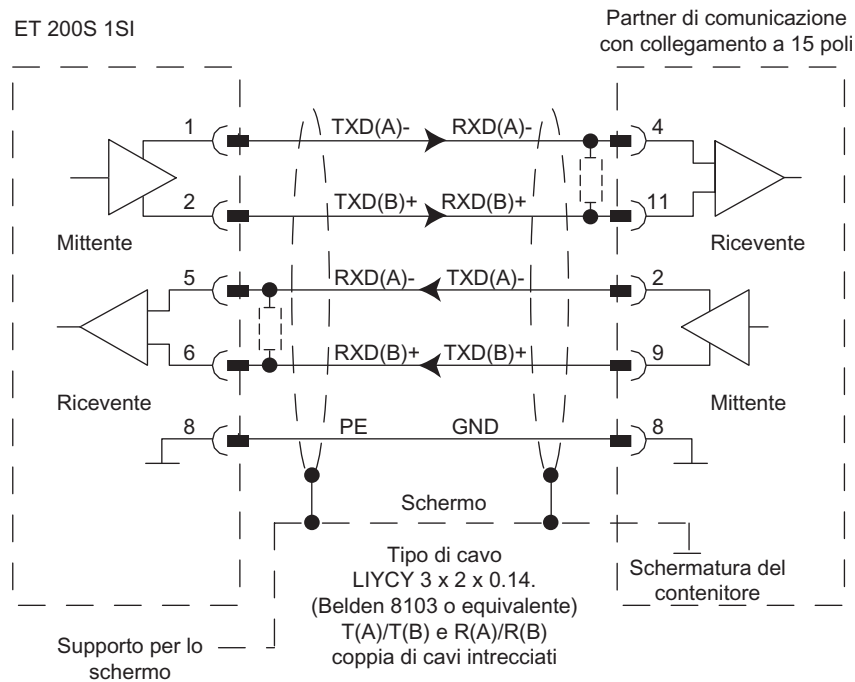 ET 200S 1SI
Partner di comunicazione
con collegamento a 15 poli
1 TXD(A)- RXD(A)- 4
2 TXD(B)+ RXD(B)+ 11
Mittente
Ricevente
5 RXD(A)- TXD(A)- 2
6 RXD(B)+ TXD(B)+ 9
Ricevente
Mittente
8 PE GND 8
Schermo
Tipo di cavo
LIYCY 3 x 2 x 0.14.
(Belden 8103 o equivalente)
T(A)/T(B) e R(A)/R(B)
coppia di cavi intrecciati
Schermatura del
contenitore
Supporto per lo
schermo